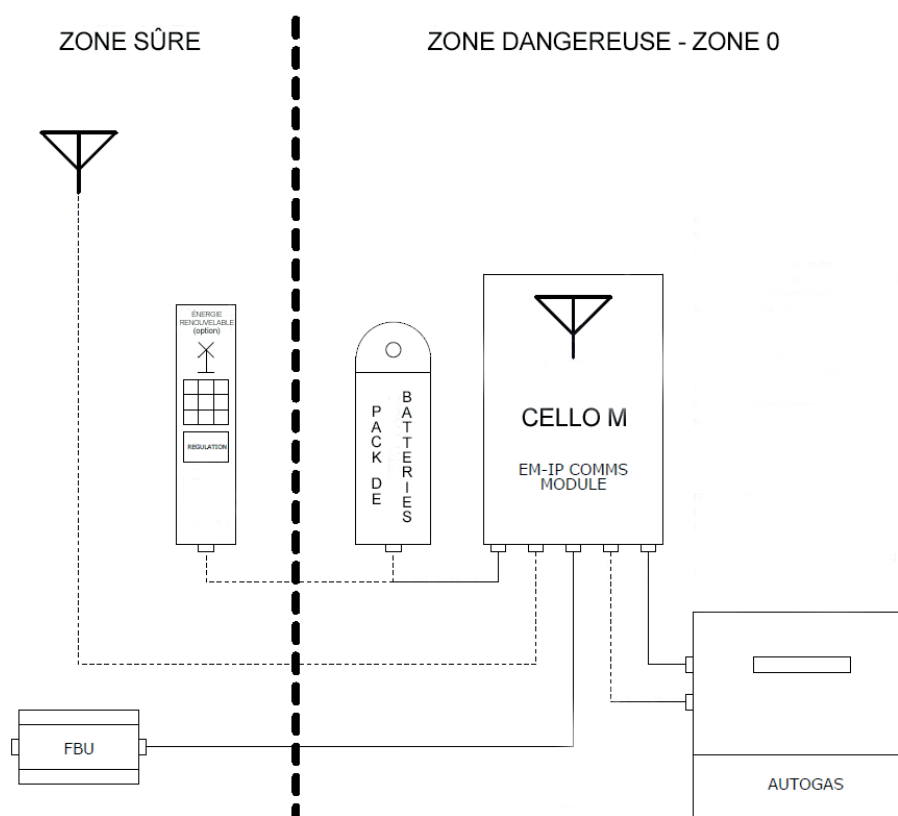 ZONE SÛRE
ZONE DANGEREUSE - ZONE 0
ÉNERGIE
RENOUVELABLE
(option)
REGULATION
PACK DE
BATTERIES
CELLO M
EM-IP COMMS
MODULE
FBU
AUTOGAS